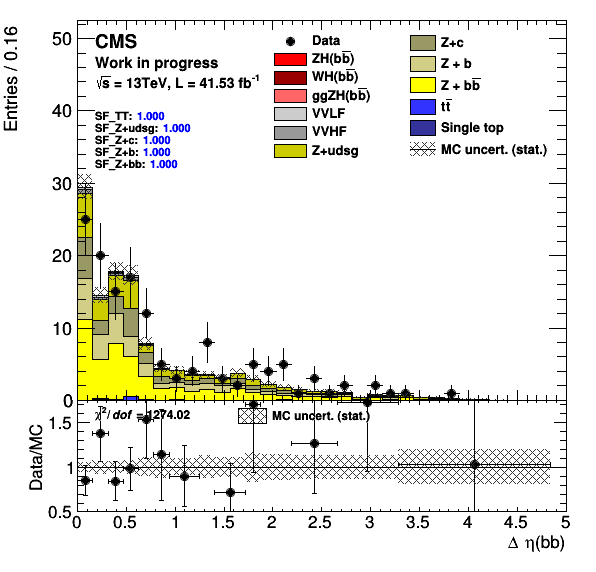 Entries / 0.16
50
40
30
20
10
0
CMS
Work in progress
√s = 13TeV, L = 41.53 fb⁻¹
SF_TT: 1.000
SF_Z+udsg: 1.000
SF_Z+c: 1.000
SF_Z+b: 1.000
SF_Z+bb: 1.000
Data
ZH(bb̅)
WH(bb̅)
ggZH(bb̅)
VVLF
VVHF
Z+udsg
Z+c
Z + b
Z + bb̅
tt̅
Single top
MC uncert. (stat.)
Data/MC
1.5
1
0.5
χ²/ dof = 1274.02
MC uncert. (stat.)
0 0.5 1 1.5 2 2.5 3 3.5 4 4.5 5
Δ η(bb)